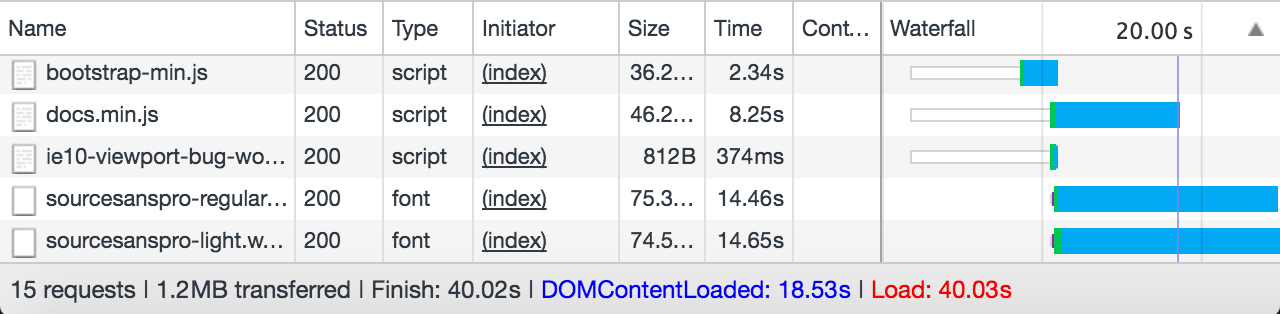 Name Status Type Initiator Size Time Cont... Waterfall 20.00 s
bootstrap-min.js 200 script (index) 36.2... 2.34s
docs.min.js 200 script (index) 46.2... 8.25s
ie10-viewport-bug-wo... 200 script (index) 812B 374ms
sourcesanspro-regular... 200 font (index) 75.3... 14.46s
sourcesanspro-light.w... 200 font (index) 74.5... 14.65s
15 requests | 1.2MB transferred | Finish: 40.02s | DOMContentLoaded: 18.53s | Load: 40.03s